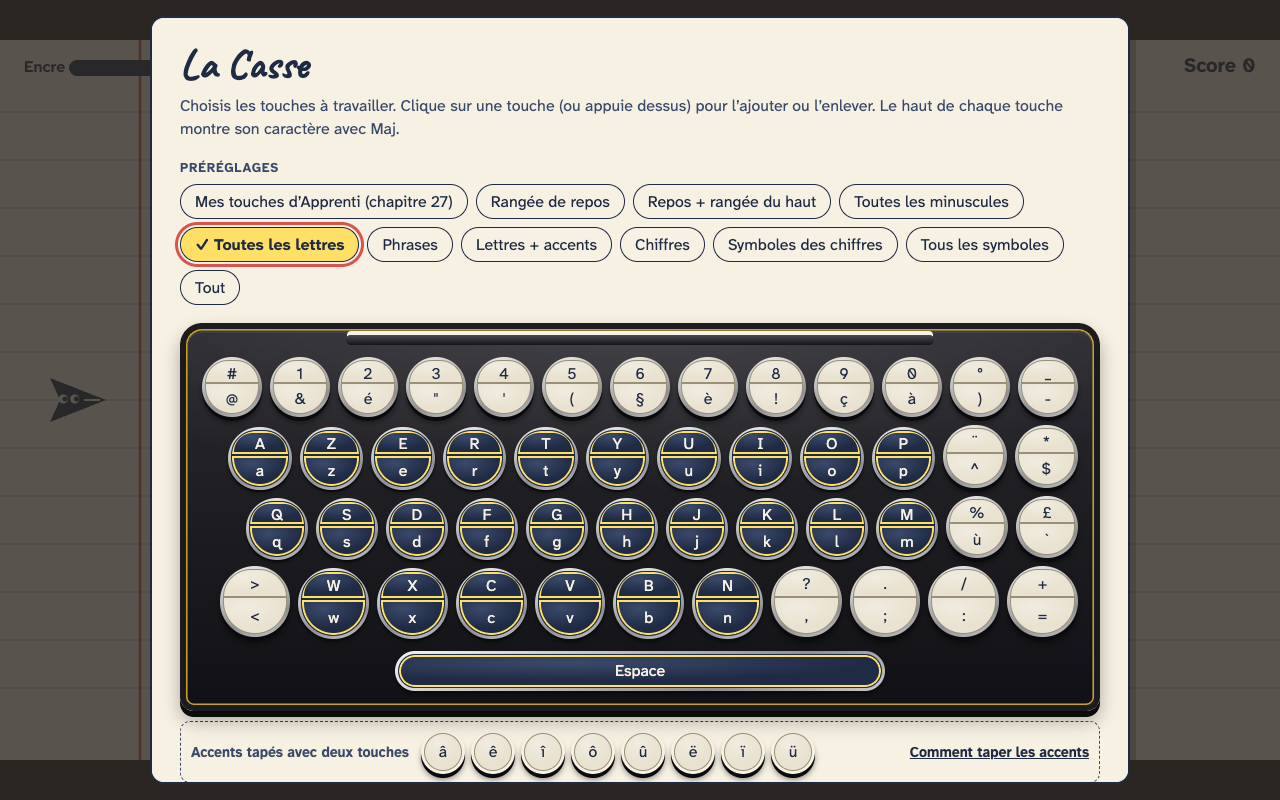 Encre
Score 0
La Casse
Choisis les touches à travailler. Clique sur une touche (ou appuie dessus) pour l’ajouter ou l’enlever. Le haut de chaque touche
montre son caractère avec Maj.
PRÉRÉGLAGES
Mes touches d’Apprenti (chapitre 27) Rangée de repos Repos + rangée du haut Toutes les minuscules
✓ Toutes les lettres Phrases Lettres + accents Chiffres Symboles des chiffres Tous les symboles
Tout
# 1 2 3 4 5 6 7 8 9 0 ° _
@ & é " ' ( § è ! ç à ) -
A Z E R T Y U I O P ¨ *
a z e r t y u i o p ^ $
Q S D F G H J K L M % £
q s d f g h j k l m ù `
> W X C V B N ? . / +
< w x c v b n , ; : =
Espace
Accents tapés avec deux touches â ê î ô û ë ï ü Comment taper les accents